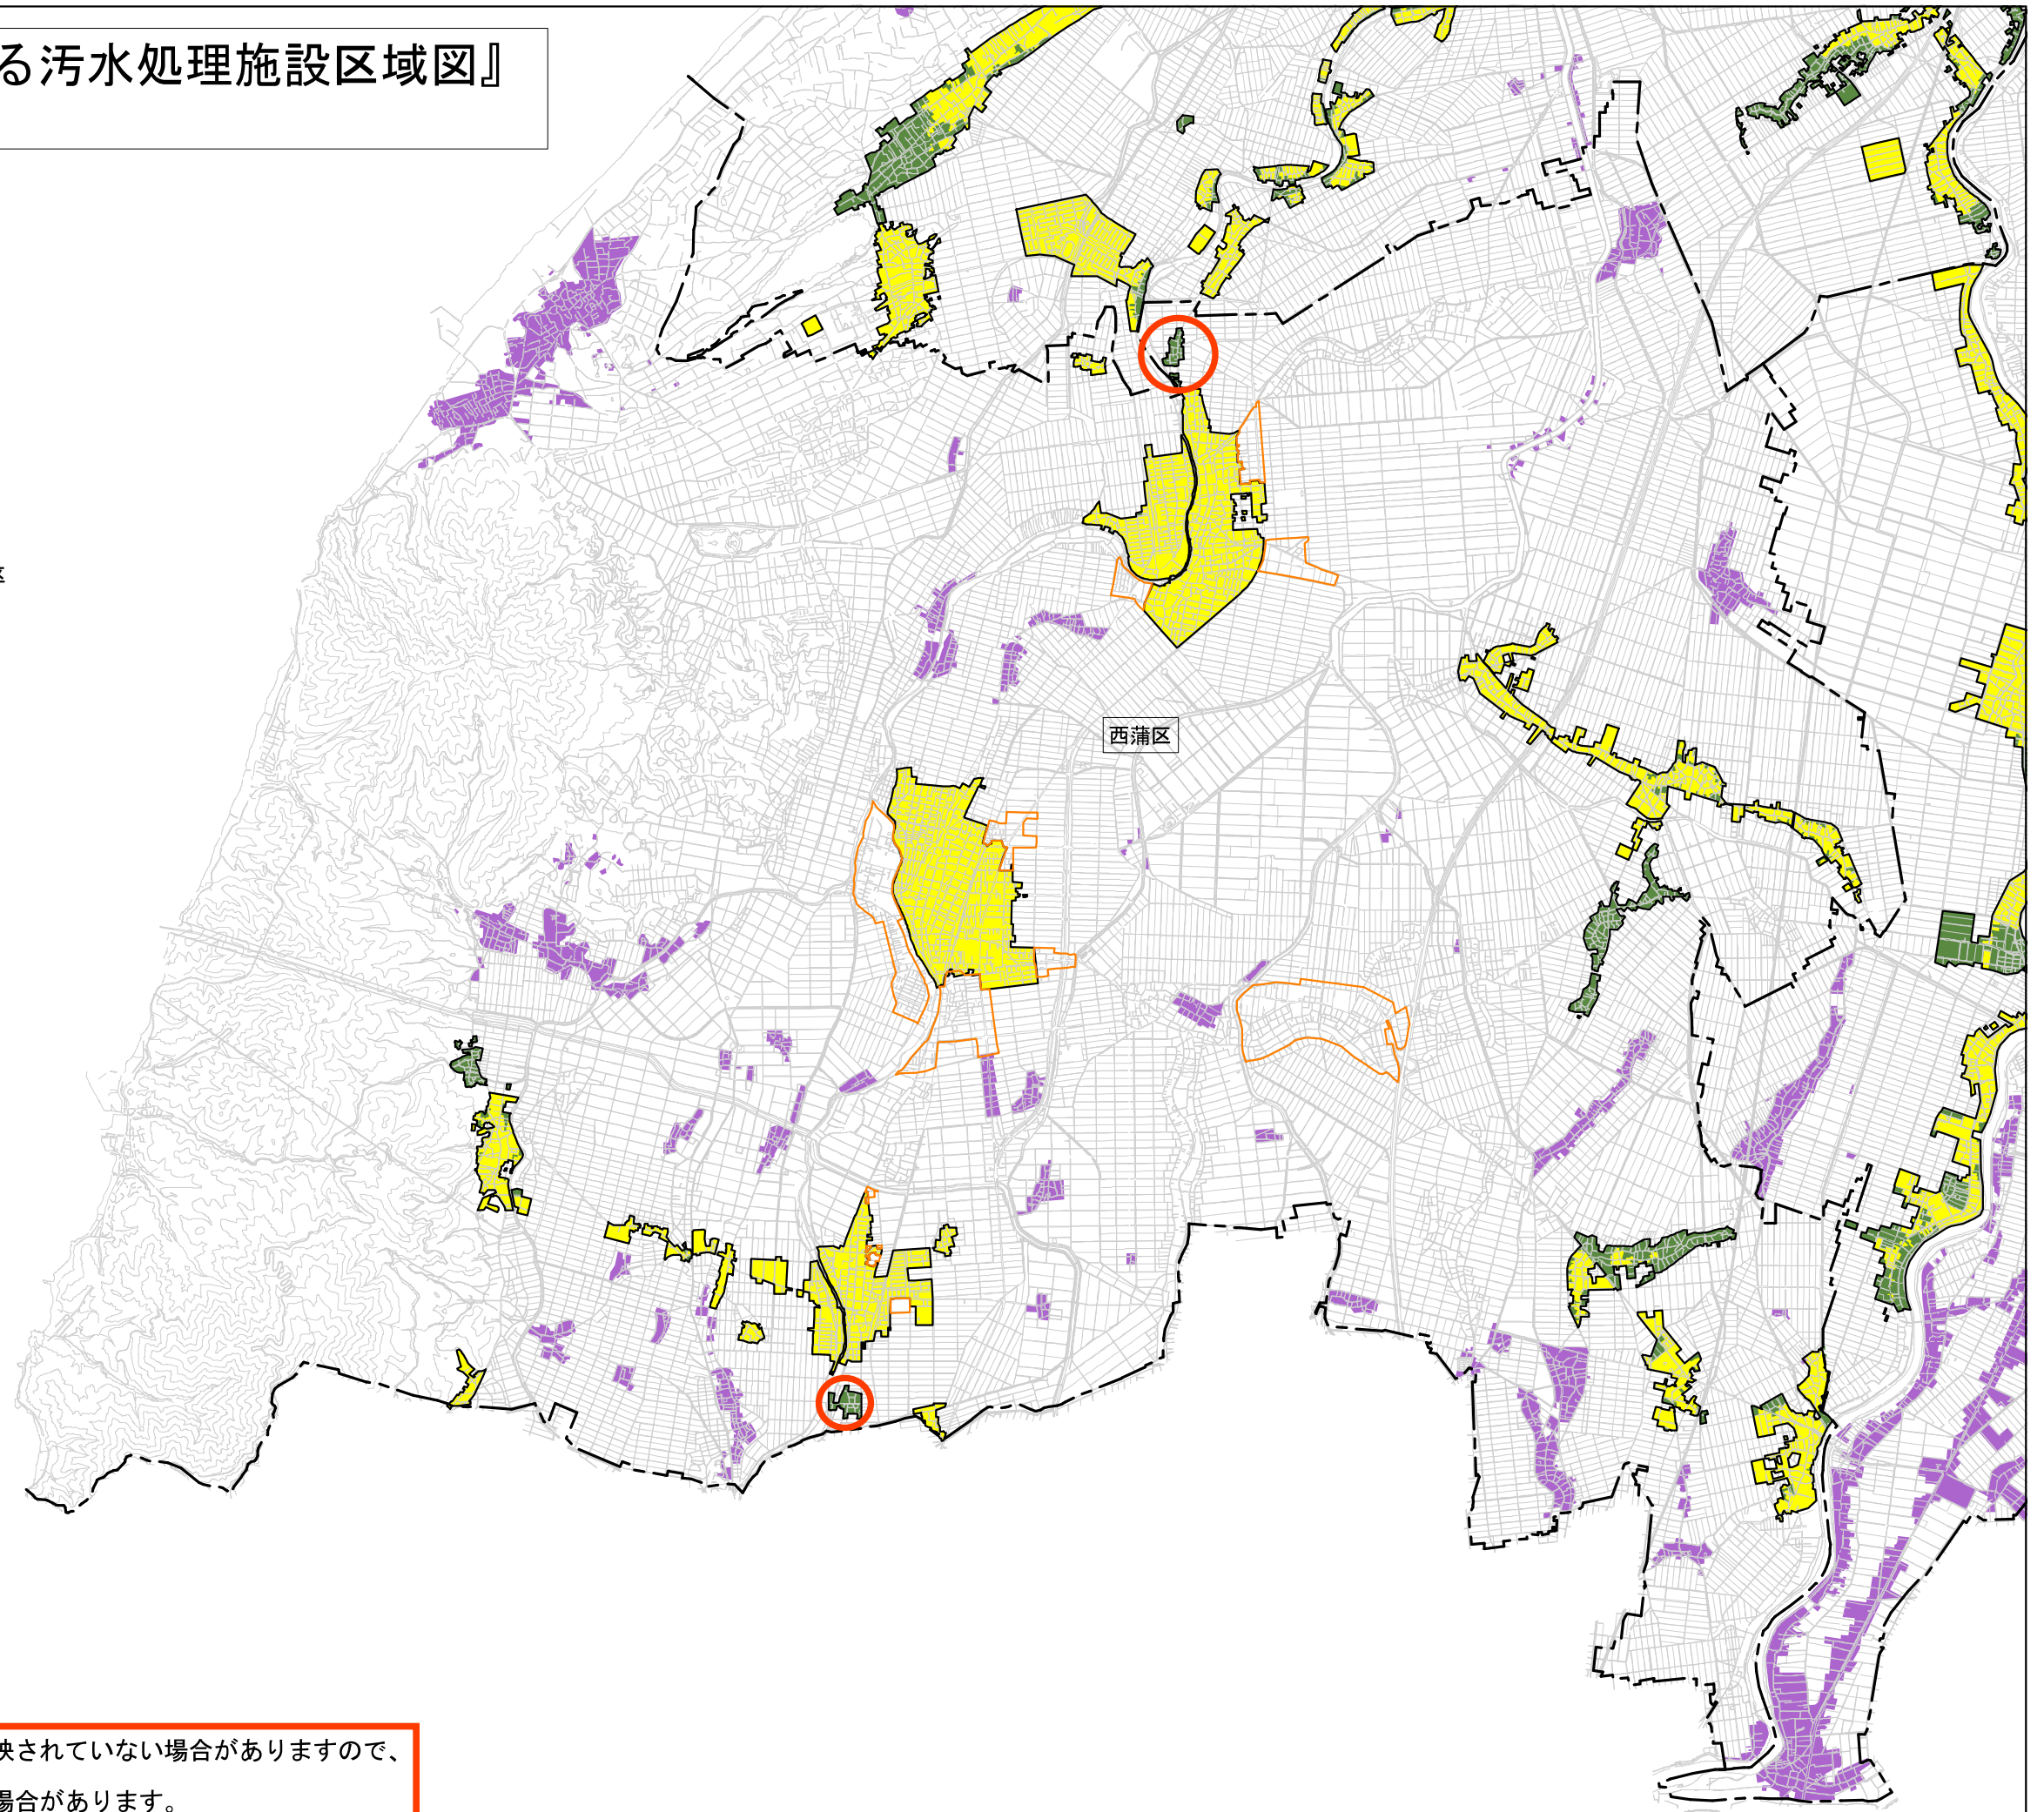 る汚水処理施設区域図』
区
西蒲区
映されていない場合がありますので、
場合があります。